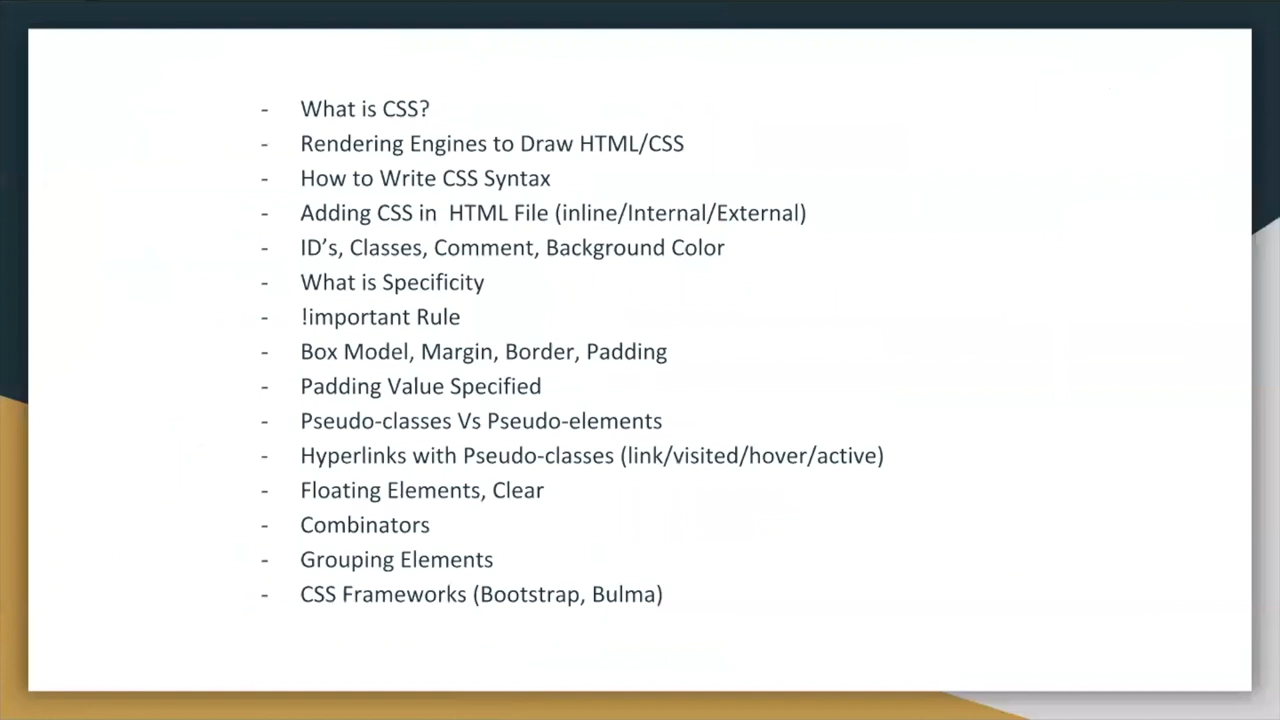 - What is CSS?
- Rendering Engines to Draw HTML/CSS
- How to Write CSS Syntax
- Adding CSS in  HTML File (inline/Internal/External)
- ID’s, Classes, Comment, Background Color
- What is Specificity
- !important Rule
- Box Model, Margin, Border, Padding
- Padding Value Specified
- Pseudo-classes Vs Pseudo-elements
- Hyperlinks with Pseudo-classes (link/visited/hover/active)
- Floating Elements, Clear
- Combinators
- Grouping Elements
- CSS Frameworks (Bootstrap, Bulma)